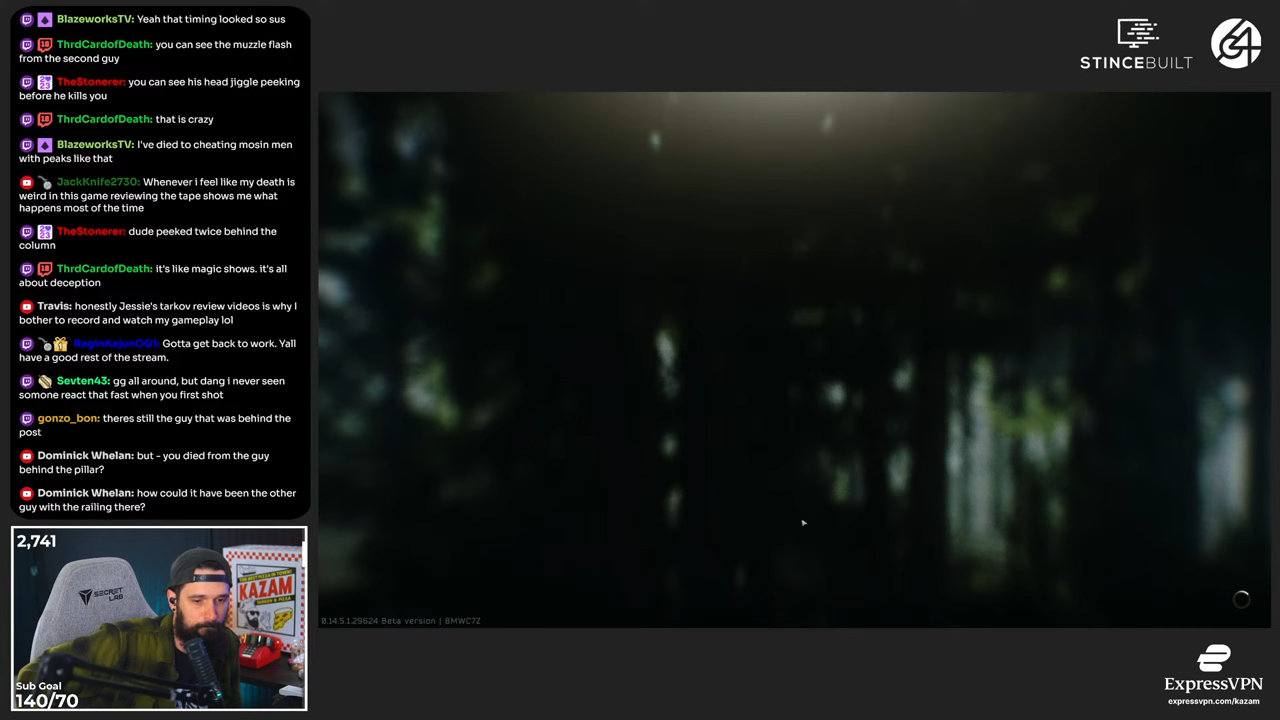 BlazeworksTV: Yeah that timing looked so sus
ThrdCardofDeath: you can see the muzzle flash
from the second guy
TheStonerer: you can see his head jiggle peeking
before he kills you
ThrdCardofDeath: that is crazy
BlazeworksTV: I've died to cheating mosin men
with peaks like that
JackKnife2730: Whenever i feel like my death is
weird in this game reviewing the tape shows me what
happens most of the time
TheStonerer: dude peeked twice behind the
column
ThrdCardofDeath: it's like magic shows. it's all
about deception
Travis: honestly Jessie's tarkov review videos is why I
bother to record and watch my gameplay lol
RaginKajunOG1: Gotta get back to work. Yall
have a good rest of the stream.
Sevten43: gg all around, but dang i never seen
somone react that fast when you first shot
gonzo_bon: theres still the guy that was behind the
post
Dominick Whelan: but - you died from the guy
behind the pillar?
Dominick Whelan: how could it have been the other
guy with the railing there?
2,741
SECRET
LAB
KAZAM
Sub Goal
140/70
0.14.5.1.29624 Beta version | BMWC7Z
STINCEBUILT
G4
ExpressVPN
expressvpn.com/kazam